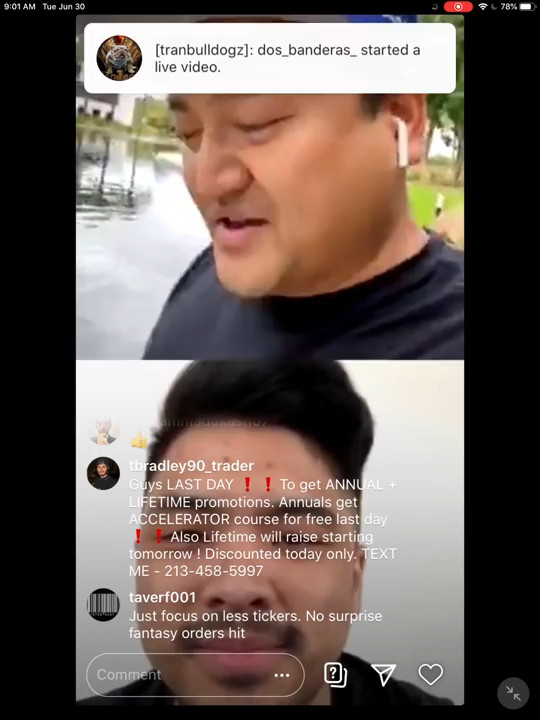 9:01 AM Tue Jun 30
78%
[tranbulldogz]: dos_banderas_ started a
live video.
tbradley90_trader
Guys LAST DAY ❗❗ To get ANNUAL +
LIFETIME promotions. Annuals get
ACCELERATOR course for free last day
❗❗Also Lifetime will raise starting
tomorrow ! Discounted today only. TEXT
ME - 213-458-5997
taverf001
Just focus on less tickers. No surprise
fantasy orders hit
Comment